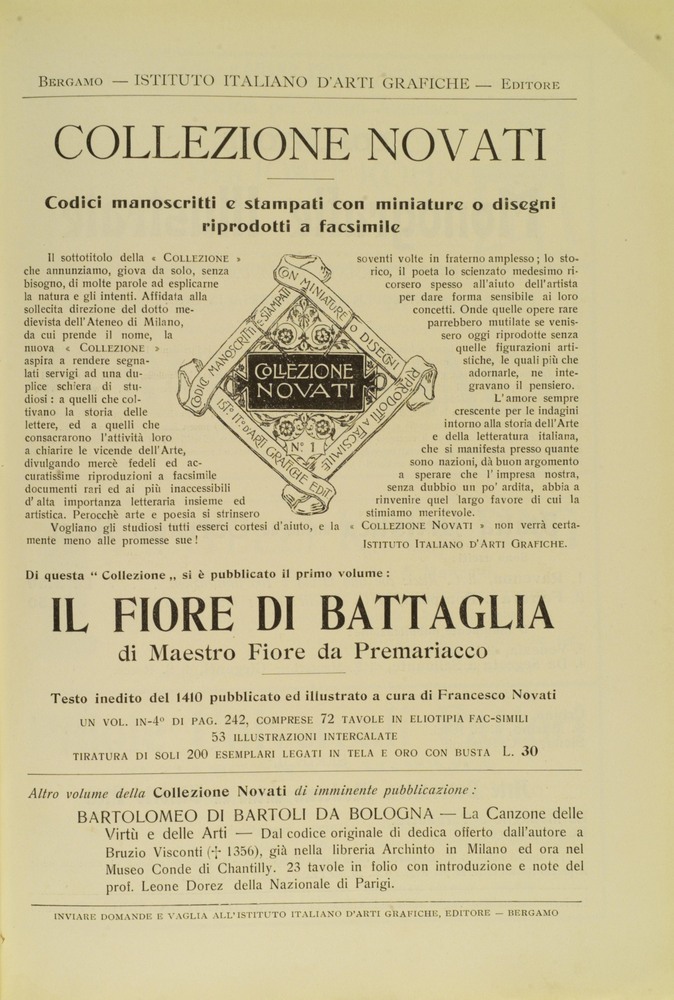 BERGAMO — ISTITUTO ITALIANO D'ARTI GRAFICHE — EDITORE
COLLEZIONE NOVATI
Codici manoscritti e stampati con miniature o disegni
riprodotti a facsimile
Il sottotitolo della « COLLEZIONE »
che annunziamo, giova da solo, senza
bisogno, di molte parole ad esplicarne
la natura e gli intenti. Affidata alla
sollecita direzione del dotto me-
dievista dell'Ateneo di Milano,
da cui prende il nome, la
nuova « COLLEZIONE »
aspira a rendere segna-
lati servigi ad una du-
plice schiera di stu-
diosi : a quelli che col-
tivano la storia delle
lettere, ed a quelli che
consacrarono l'attività loro
a chiarire le vicende dell'Arte,
divulgando mercè fedeli ed ac-
curatissime riproduzioni a facsimile
documenti rari ed ai più inaccessibili
d'alta importanza letteraria insieme ed
artistica. Perocchè arte e poesia si strinsero
CODICI MANOSCRITTI E STAMPATI
CON MINIATURE O DISEGNI
RIPRODOTTI A FACSIMILE
COLLEZIONE
NOVATI
N.º 1
IST. IT. D'ARTI GRAFICHE EDIT.
soventi volte in fraterno amplesso ; lo sto-
rico, il poeta lo scienzato medesimo ri-
corsero spesso all'aiuto dell'artista
per dare forma sensibile ai loro
concetti. Onde quelle opere rare
parrebbero mutilate se venis-
sero oggi riprodotte senza
quelle figurazioni arti-
stiche, le quali più che
adornarle, ne inte-
gravano il pensiero.
L'amore sempre
crescente per le indagini
intorno alla storia dell'Arte
e della letteratura italiana,
che si manifesta presso quante
sono nazioni, dà buon argomento
a sperare che l'impresa nostra,
senza dubbio un po' ardita, abbia a
rinvenire quel largo favore di cui la
stimiamo meritevole.
Vogliano gli studiosi tutti esserci cortesi d'aiuto, e la « COLLEZIONE NOVATI » non verrà certa-
mente meno alle promesse sue !
ISTITUTO ITALIANO D'ARTI GRAFICHE.
Di questa “ Collezione „ si è pubblicato il primo volume :
IL FIORE DI BATTAGLIA
di Maestro Fiore da Premariacco
Testo inedito del 1410 pubblicato ed illustrato a cura di Francesco Novati
UN VOL. IN-4º DI PAG. 242, COMPRESE 72 TAVOLE IN ELIOTIPIA FAC-SIMILI
53 ILLUSTRAZIONI INTERCALATE
TIRATURA DI SOLI 200 ESEMPLARI LEGATI IN TELA E ORO CON BUSTA L. 30
Altro volume della Collezione Novati di imminente pubblicazione :
BARTOLOMEO DI BARTOLI DA BOLOGNA — La Canzone delle
Virtù e delle Arti — Dal codice originale di dedica offerto dall'autore a
Bruzio Visconti (✝ 1356), già nella libreria Archinto in Milano ed ora nel
Museo Conde di Chantilly. 23 tavole in folio con introduzione e note del
prof. Leone Dorez della Nazionale di Parigi.
INVIARE DOMANDE E VAGLIA ALL'ISTITUTO ITALIANO D'ARTI GRAFICHE, EDITORE — BERGAMO